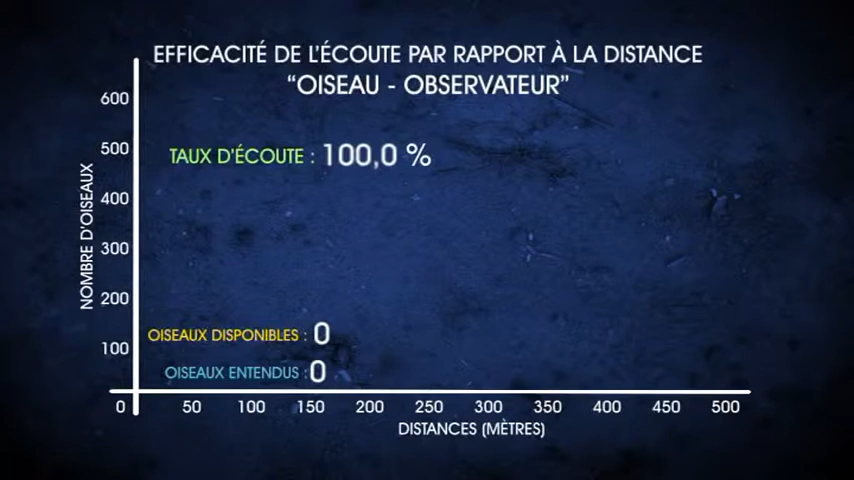 EFFICACITÉ DE L'ÉCOUTE PAR RAPPORT À LA DISTANCE
“OISEAU - OBSERVATEUR”
600
500
400
300
200
100
NOMBRE D'OISEAUX
TAUX D'ÉCOUTE : 100,0 %
OISEAUX DISPONIBLES : 0
OISEAUX ENTENDUS : 0
0 50 100 150 200 250 300 350 400 450 500
DISTANCES (MÈTRES)